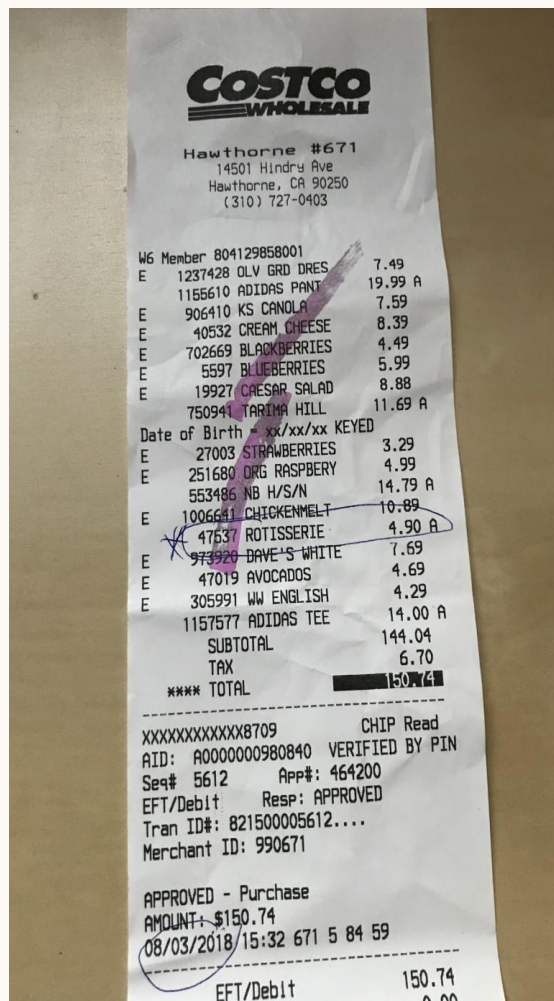 COSTCO
WHOLESALE
Hawthorne #671
14501 Hindry Ave
Hawthorne, CA 90250
(310) 727-0403
W6 Member 804129858001
E 1237428 OLV GRD DRES 7.49
1155610 ADIDAS PANT 19.99 A
E 906410 KS CANOLA 7.59
E 40532 CREAM CHEESE 8.39
E 702669 BLACKBERRIES 4.49
E 5597 BLUEBERRIES 5.99
E 19927 CAESAR SALAD 8.88
750941 TARIMA HILL 11.69 A
Date of Birth = xx/xx/xx KEYED
E 27003 STRAWBERRIES 3.29
E 251680 ORG RASPBERY 4.99
553486 NB H/S/N 14.79 A
E 1006641 CHICKENMELT 10.89
47537 ROTISSERIE 4.90 A
E 973920 DAVE'S WHITE 7.69
E 47019 AVOCADOS 4.69
E 305991 WW ENGLISH 4.29
1157577 ADIDAS TEE 14.00 A
SUBTOTAL 144.04
TAX 6.70
**** TOTAL 150.74
XXXXXXXXXXXX8709 CHIP Read
AID: A0000000980840 VERIFIED BY PIN
Seq# 5612 App#: 464200
EFT/Debit Resp: APPROVED
Tran ID#: 821500005612....
Merchant ID: 990671
APPROVED - Purchase
AMOUNT: $150.74
08/03/2018 15:32 671 5 84 59
EFT/Debit 150.74